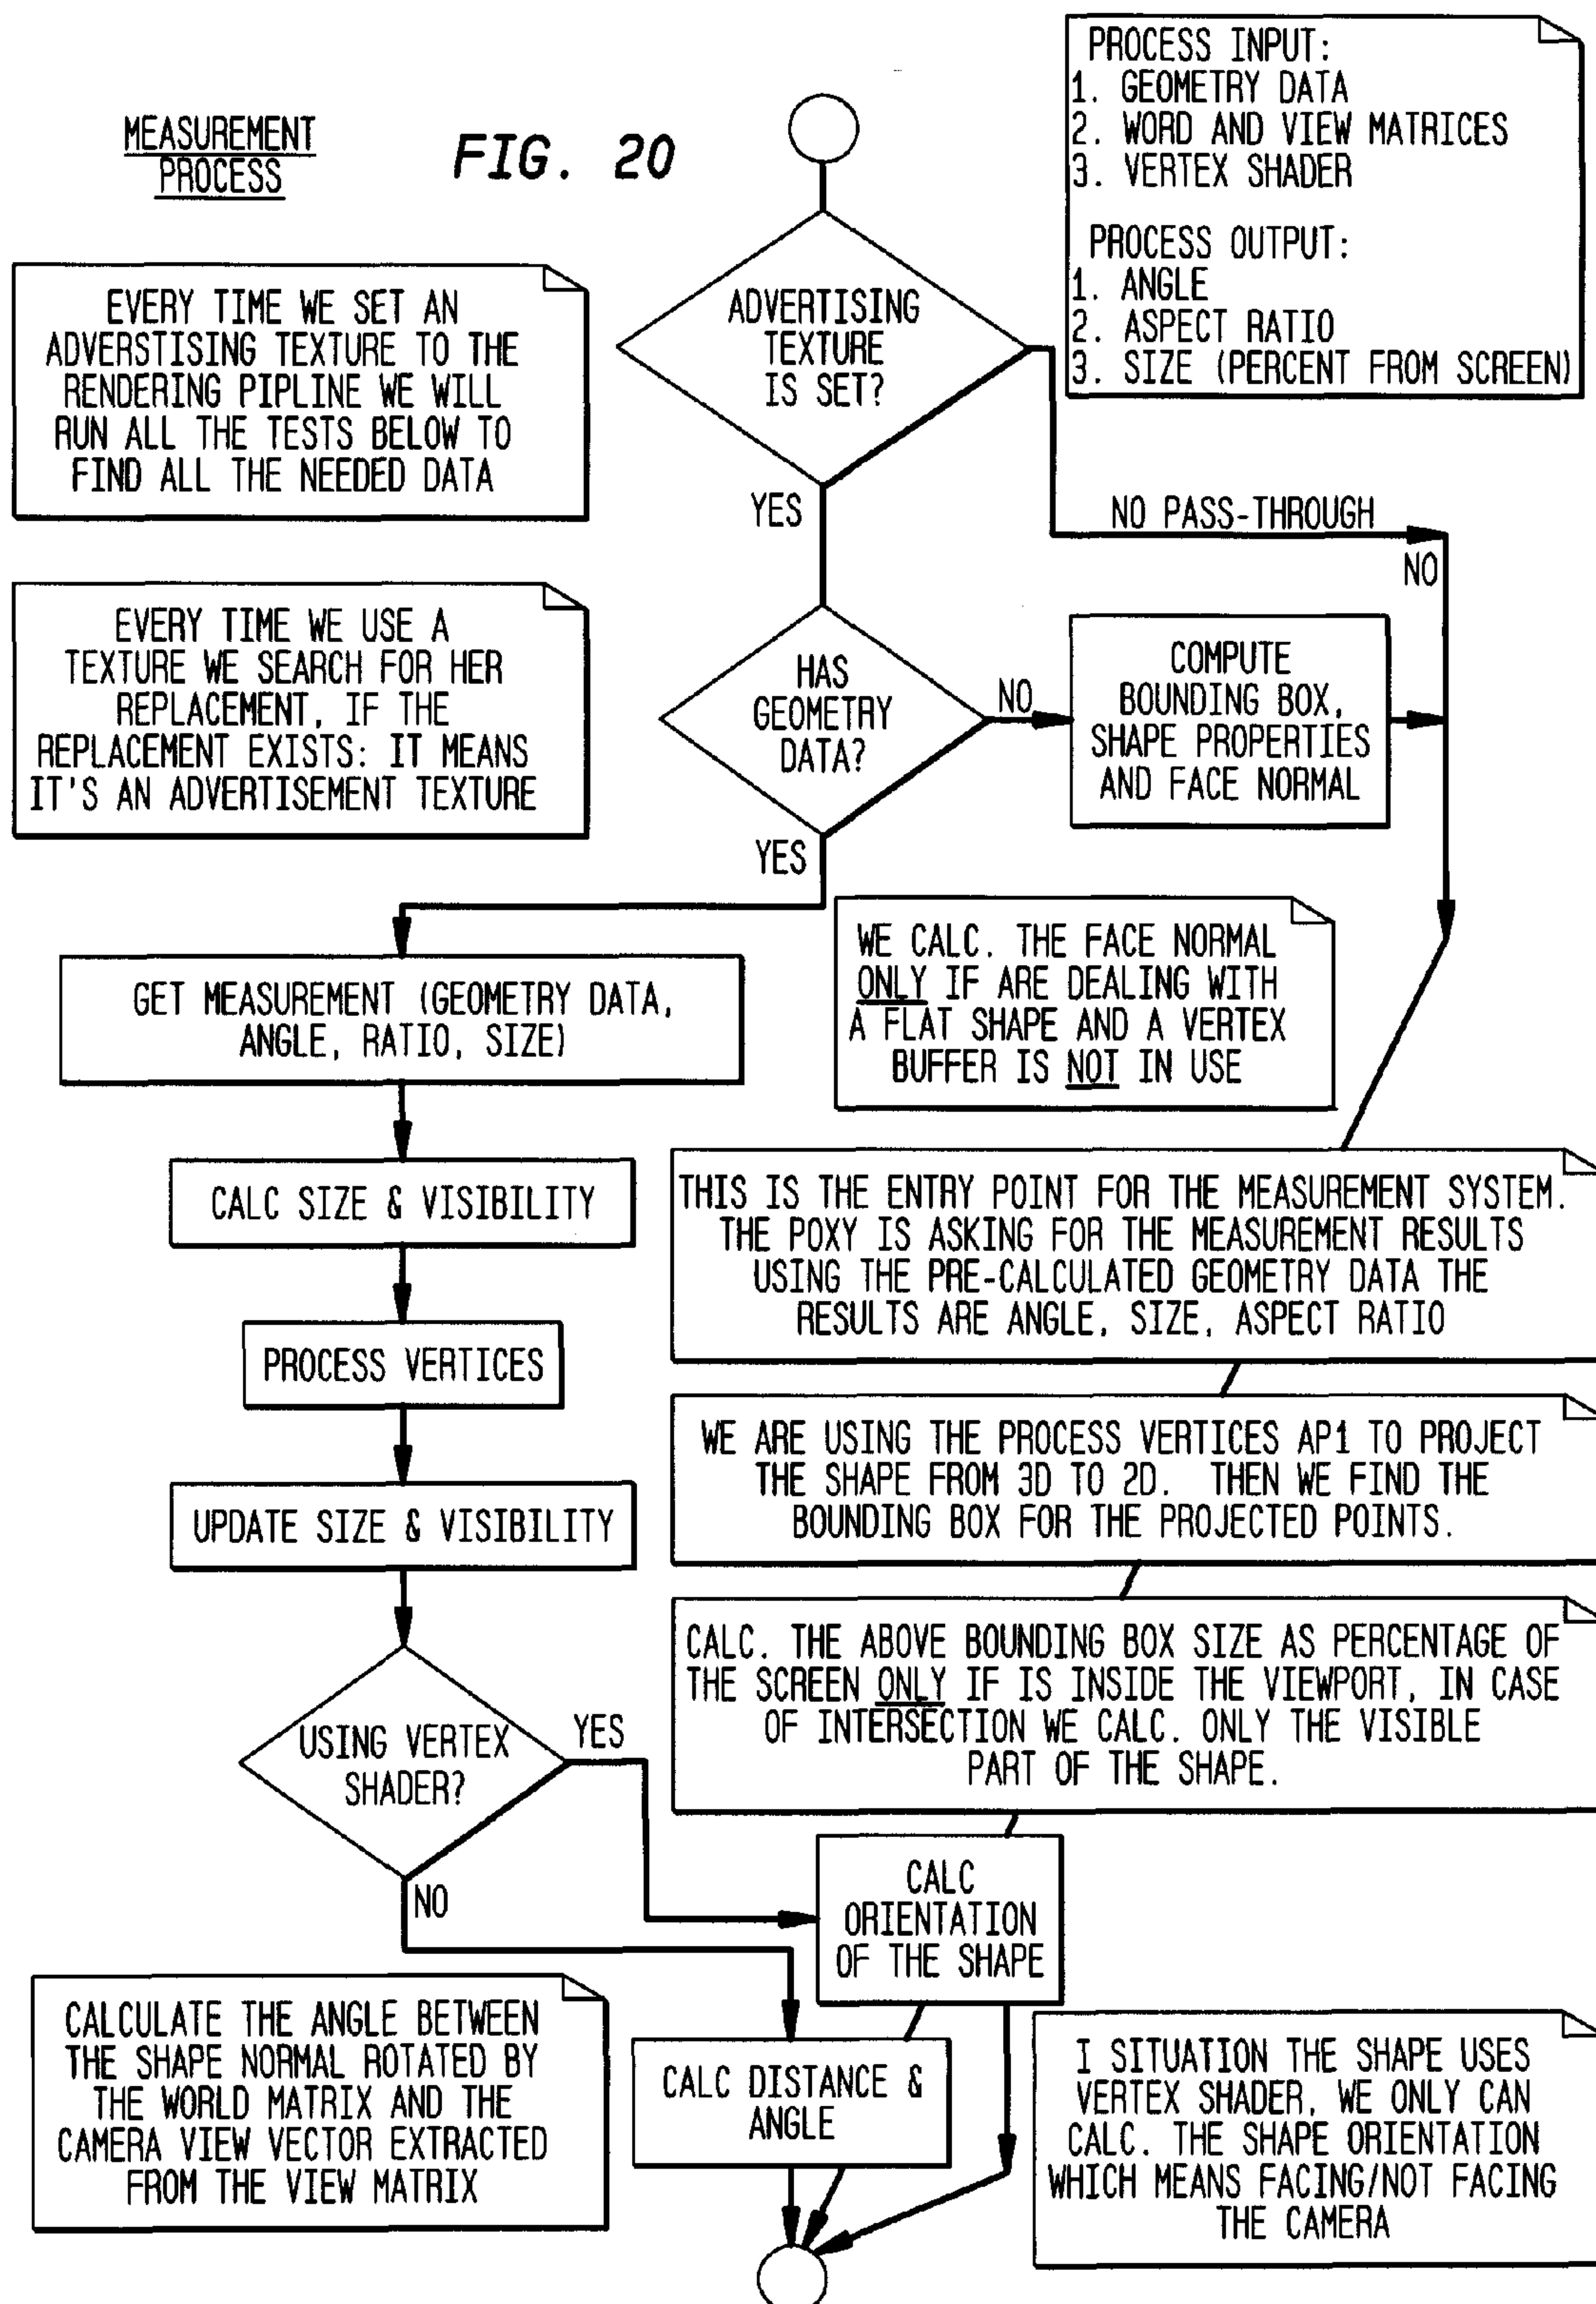 MEASUREMENT
PROCESS
FIG. 20
PROCESS INPUT:
1. GEOMETRY DATA
2. WORD AND VIEW MATRICES
3. VERTEX SHADER
PROCESS OUTPUT:
1. ANGLE
2. ASPECT RATIO
3. SIZE (PERCENT FROM SCREEN)
EVERY TIME WE SET AN
ADVERSTISING TEXTURE TO THE
RENDERING PIPLINE WE WILL
RUN ALL THE TESTS BELOW TO
FIND ALL THE NEEDED DATA
ADVERTISING
TEXTURE
IS SET?
YES
NO PASS-THROUGH
NO
EVERY TIME WE USE A
TEXTURE WE SEARCH FOR HER
REPLACEMENT, IF THE
REPLACEMENT EXISTS: IT MEANS
IT'S AN ADVERTISEMENT TEXTURE
HAS
GEOMETRY
DATA?
NO
COMPUTE
BOUNDING BOX,
SHAPE PROPERTIES
AND FACE NORMAL
YES
WE CALC. THE FACE NORMAL
ONLY IF ARE DEALING WITH
A FLAT SHAPE AND A VERTEX
BUFFER IS NOT IN USE
GET MEASUREMENT (GEOMETRY DATA,
ANGLE, RATIO, SIZE)
CALC SIZE & VISIBILITY
THIS IS THE ENTRY POINT FOR THE MEASUREMENT SYSTEM.
THE POXY IS ASKING FOR THE MEASUREMENT RESULTS
USING THE PRE-CALCULATED GEOMETRY DATA THE
RESULTS ARE ANGLE, SIZE, ASPECT RATIO
PROCESS VERTICES
WE ARE USING THE PROCESS VERTICES AP1 TO PROJECT
THE SHAPE FROM 3D TO 2D. THEN WE FIND THE
BOUNDING BOX FOR THE PROJECTED POINTS.
UPDATE SIZE & VISIBILITY
CALC. THE ABOVE BOUNDING BOX SIZE AS PERCENTAGE OF
THE SCREEN ONLY IF IS INSIDE THE VIEWPORT, IN CASE
OF INTERSECTION WE CALC. ONLY THE VISIBLE
PART OF THE SHAPE.
USING VERTEX
SHADER?
YES
NO
CALC
ORIENTATION
OF THE SHAPE
CALCULATE THE ANGLE BETWEEN
THE SHAPE NORMAL ROTATED BY
THE WORLD MATRIX AND THE
CAMERA VIEW VECTOR EXTRACTED
FROM THE VIEW MATRIX
CALC DISTANCE &
ANGLE
I SITUATION THE SHAPE USES
VERTEX SHADER, WE ONLY CAN
CALC. THE SHAPE ORIENTATION
WHICH MEANS FACING/NOT FACING
THE CAMERA